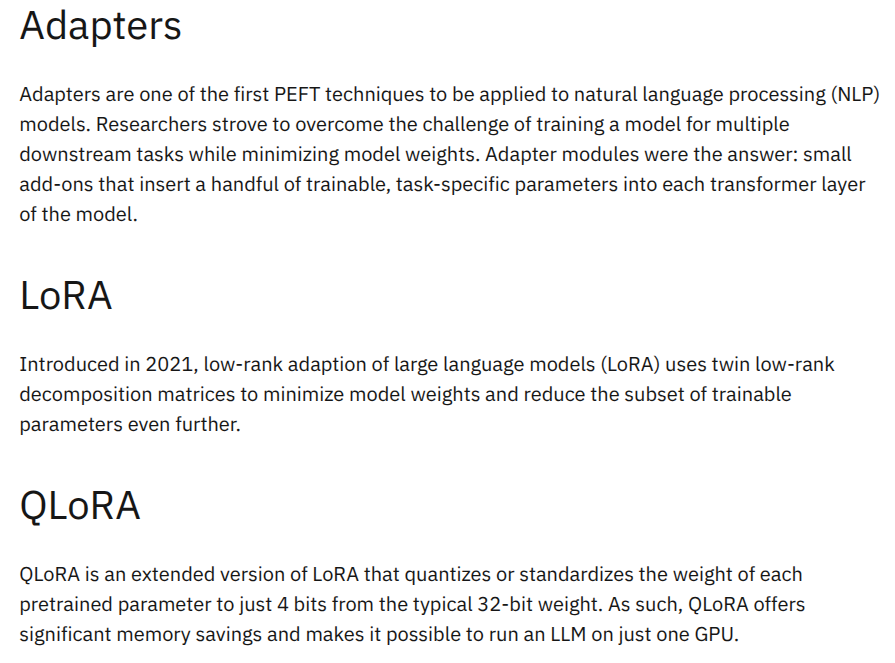 Adapters
Adapters are one of the first PEFT techniques to be applied to natural language processing (NLP)
models. Researchers strove to overcome the challenge of training a model for multiple
downstream tasks while minimizing model weights. Adapter modules were the answer: small
add-ons that insert a handful of trainable, task-specific parameters into each transformer layer
of the model.
LoRA
Introduced in 2021, low-rank adaption of large language models (LoRA) uses twin low-rank
decomposition matrices to minimize model weights and reduce the subset of trainable
parameters even further.
QLoRA
QLoRA is an extended version of LoRA that quantizes or standardizes the weight of each
pretrained parameter to just 4 bits from the typical 32-bit weight. As such, QLoRA offers
significant memory savings and makes it possible to run an LLM on just one GPU.